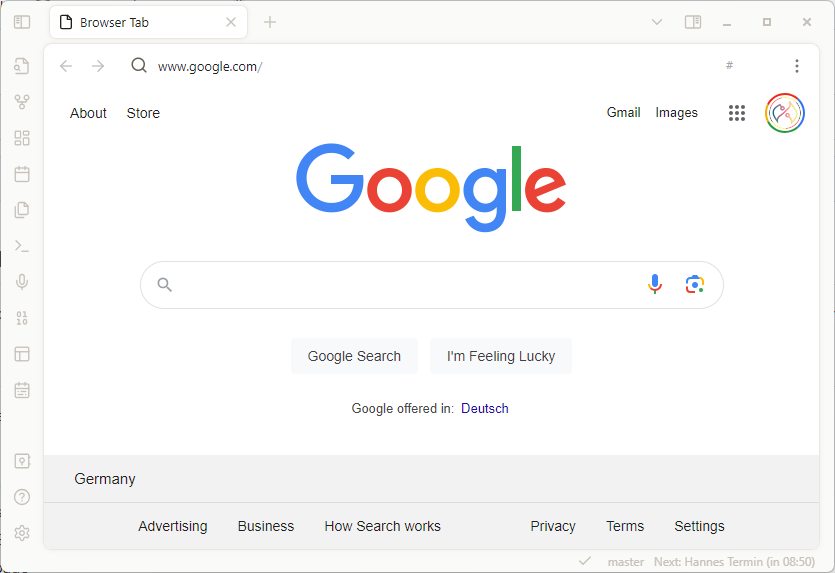 Browser Tab
www.google.com/
#
About Store Gmail Images
Google
Google Search I'm Feeling Lucky
Google offered in: Deutsch
Germany
Advertising Business How Search works Privacy Terms Settings
master Next: Hannes Termin (in 08:50)